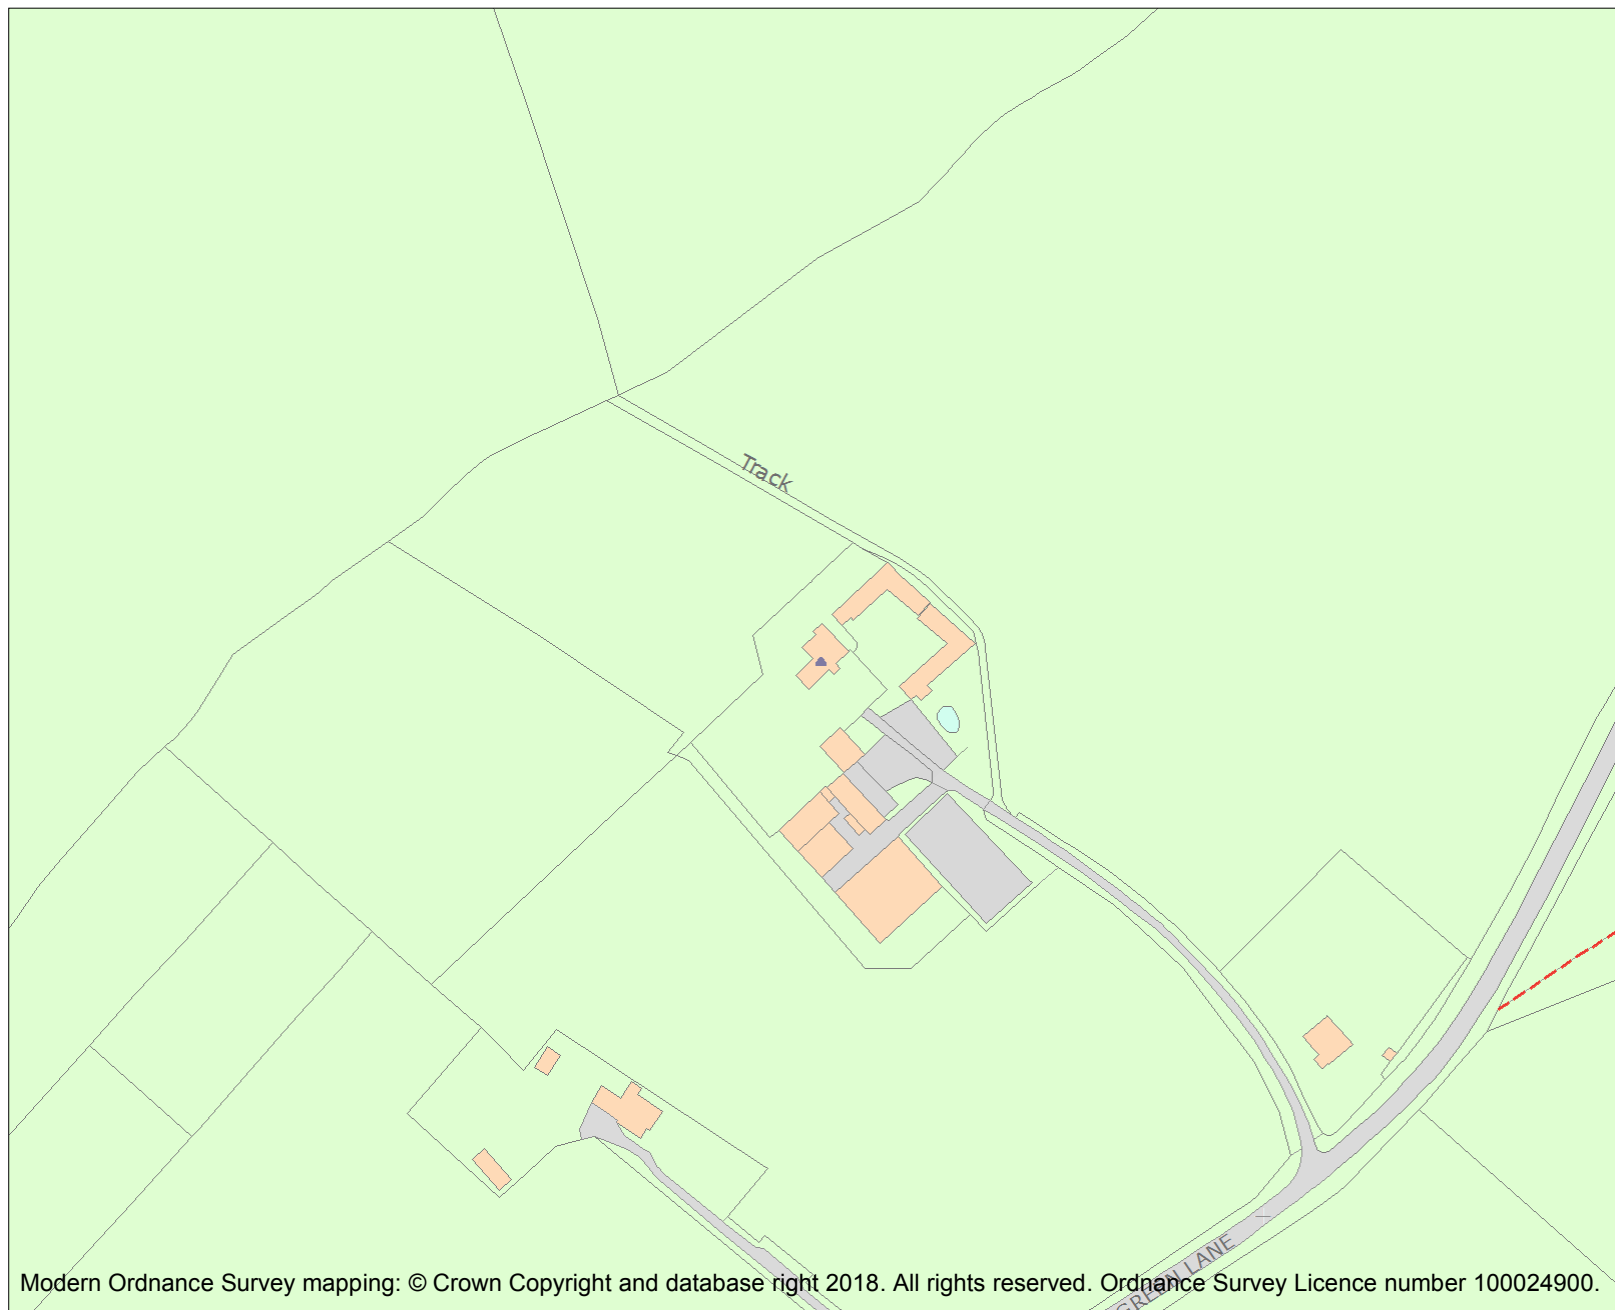 Track
GREEN LANE
Modern Ordnance Survey mapping: © Crown Copyright and database right 2018. All rights reserved. Ordnance Survey Licence number 100024900.